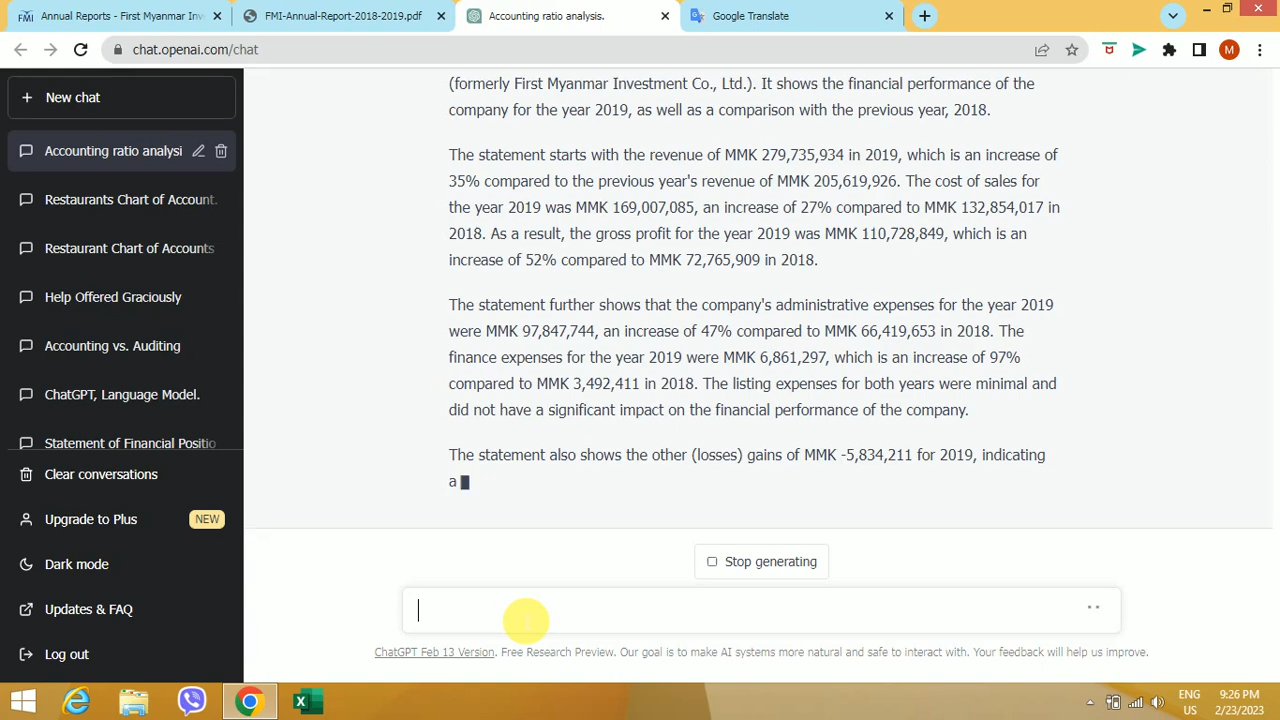 Annual Reports - First Myanmar Inv
FMI-Annual-Report-2018-2019.pdf
Accounting ratio analysis.
Google Translate
chat.openai.com/chat
M
New chat
Accounting ratio analysi
Restaurants Chart of Account.
Restaurant Chart of Accounts
Help Offered Graciously
Accounting vs. Auditing
ChatGPT, Language Model.
Statement of Financial Positio
Clear conversations
Upgrade to Plus
NEW
Dark mode
Updates & FAQ
Log out
(formerly First Myanmar Investment Co., Ltd.). It shows the financial performance of the
company for the year 2019, as well as a comparison with the previous year, 2018.
The statement starts with the revenue of MMK 279,735,934 in 2019, which is an increase of
35% compared to the previous year's revenue of MMK 205,619,926. The cost of sales for
the year 2019 was MMK 169,007,085, an increase of 27% compared to MMK 132,854,017 in
2018. As a result, the gross profit for the year 2019 was MMK 110,728,849, which is an
increase of 52% compared to MMK 72,765,909 in 2018.
The statement further shows that the company's administrative expenses for the year 2019
were MMK 97,847,744, an increase of 47% compared to MMK 66,419,653 in 2018. The
finance expenses for the year 2019 were MMK 6,861,297, which is an increase of 97%
compared to MMK 3,492,411 in 2018. The listing expenses for both years were minimal and
did not have a significant impact on the financial performance of the company.
The statement also shows the other (losses) gains of MMK -5,834,211 for 2019, indicating
a
Stop generating
ChatGPT Feb 13 Version. Free Research Preview. Our goal is to make AI systems more natural and safe to interact with. Your feedback will help us improve.
ENG
US
9:26 PM
2/23/2023